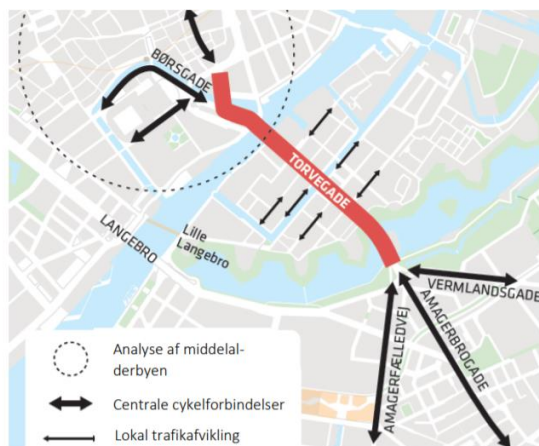 BØRSGADE
TORVEGADE
LANGEBRO
Lille
Langebro
VERMLANDSGADE
AMAGERBROGADE
AMAGERFÆLLEDVEJ
Analyse af middelal-
derbyen
Centrale cykelforbindelser
Lokal trafikafvikling